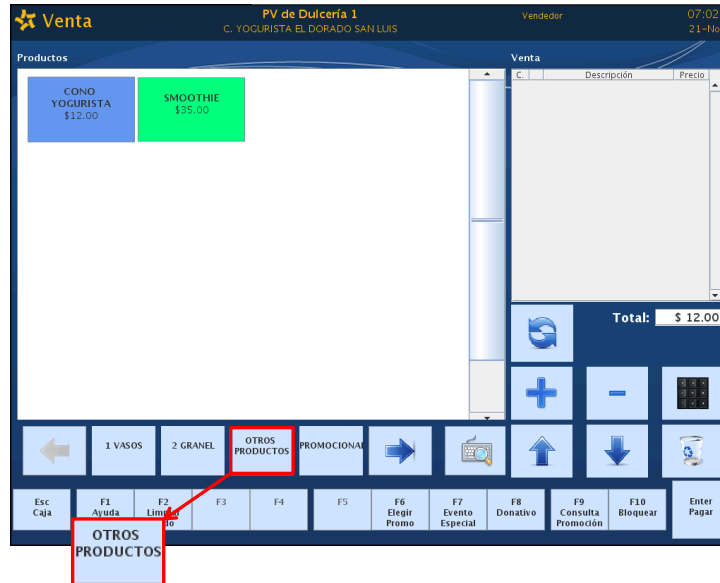 Venta
PV de Dulcería 1
C. YOGURISTA EL DORADO SAN LUIS
Vendedor
07:02
21-No
Productos
Venta
CONO
YOGURISTA
$12.00
SMOOTHIE
$35.00
C.
Descripción
Precio
Total:
$ 12.00
1 VASOS
2 GRANEL
OTROS
PRODUCTOS
PROMOCIONAL
Esc
Caja
F1
Ayuda
F2
F3
F4
F5
F6
Elegir
Promo
F7
Evento
Especial
F8
Donativo
F9
Consulta
Promoción
F10
Bloquear
Enter
Pagar
OTROS
PRODUCTOS